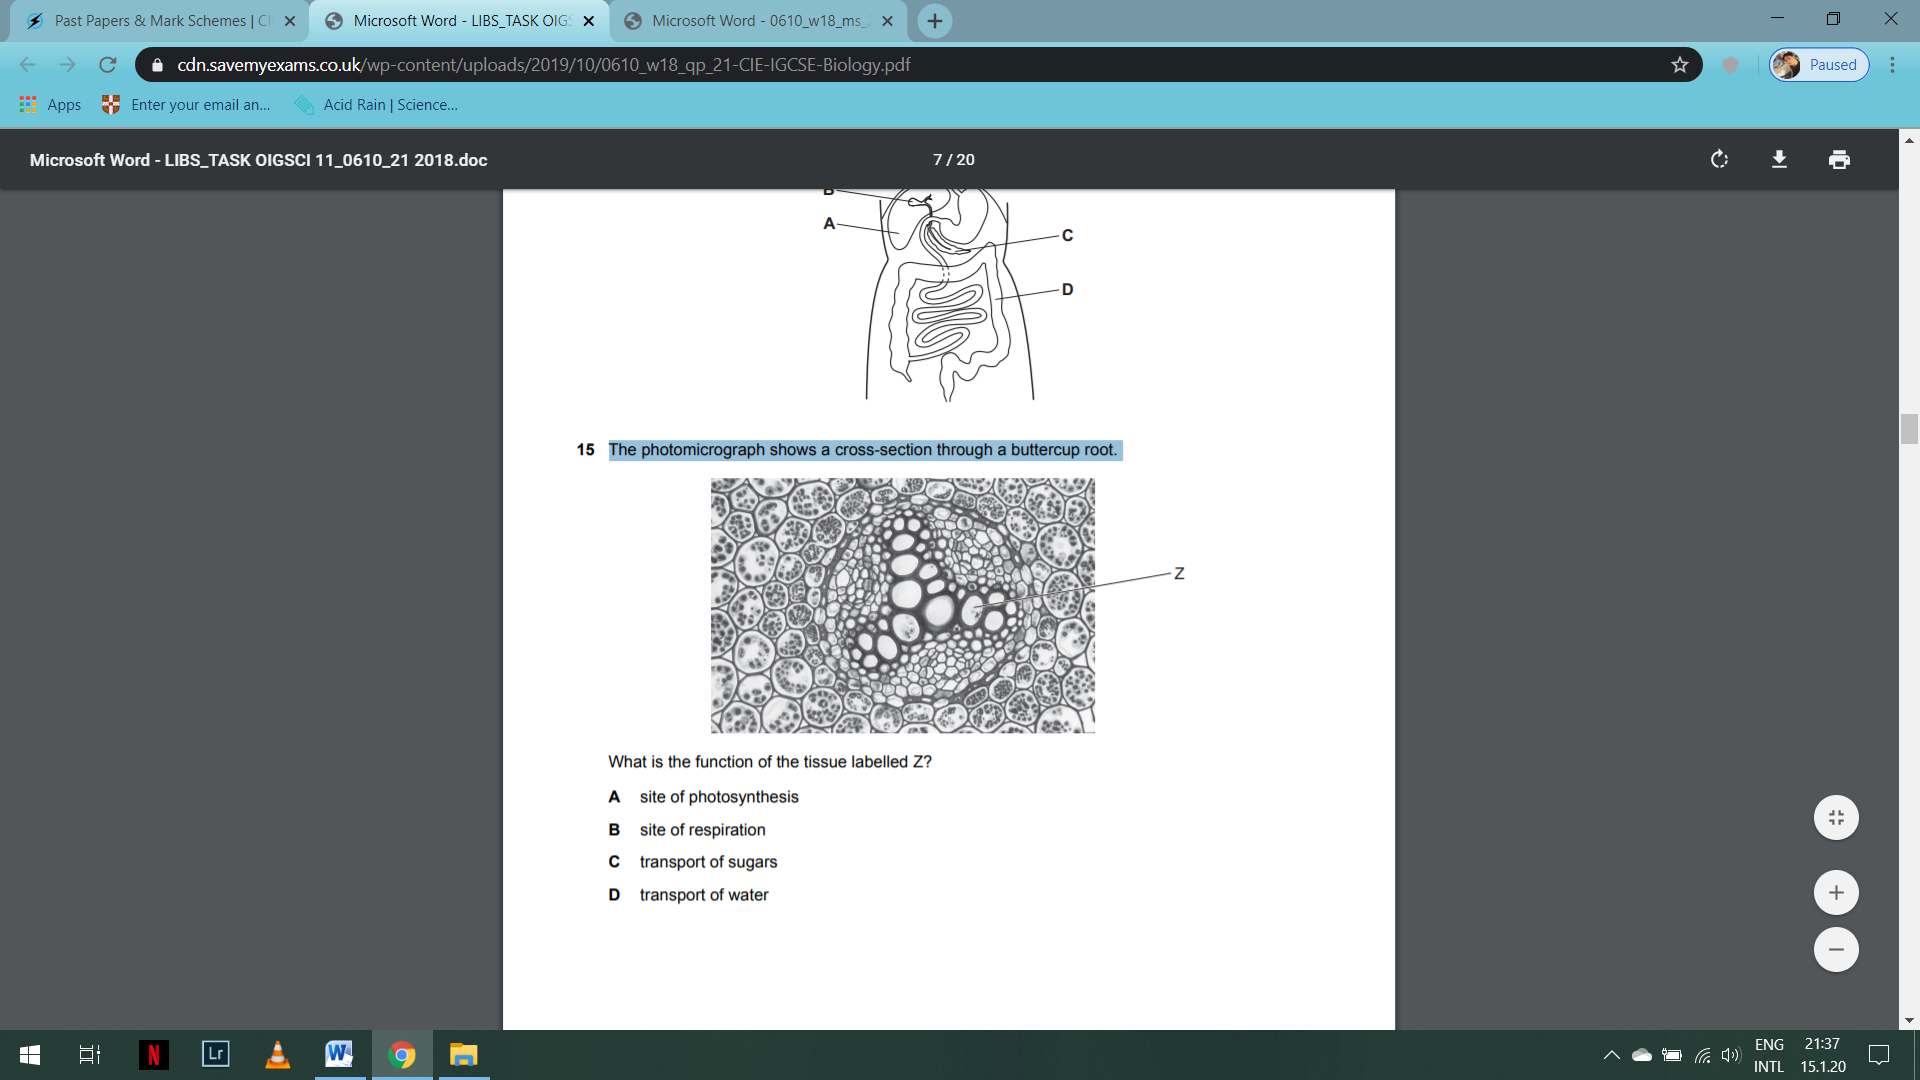 Past Papers & Mark Schemes | CI
Microsoft Word - LIBS_TASK OIGS
Microsoft Word - 0610_w18_ms_2
cdn.savemyexams.co.uk/wp-content/uploads/2019/10/0610_w18_qp_21-CIE-IGCSE-Biology.pdf
Paused
Apps
Enter your email an...
Acid Rain | Science...
Microsoft Word - LIBS_TASK OIGSCI 11_0610_21 2018.doc
7 / 20
B
A
C
D
15 The photomicrograph shows a cross-section through a buttercup root.
Z
What is the function of the tissue labelled Z?
A site of photosynthesis
B site of respiration
C transport of sugars
D transport of water
N
Lr
W
ENG
INTL
21:37
15.1.20